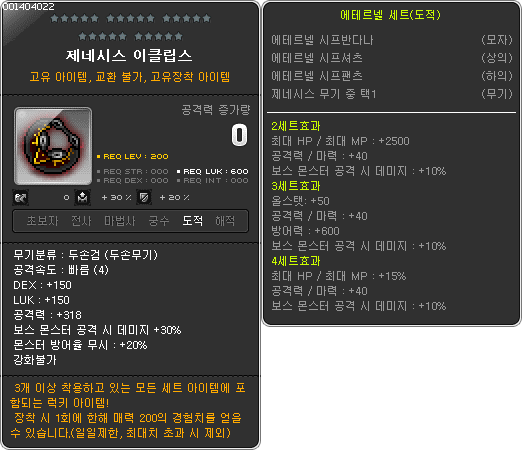 001404022
제네시스 이클립스
고유 아이템, 교환 불가, 고유장착 아이템
공격력 증가량
0
REQ LEV : 200
REQ STR : 000 REQ LUK : 600
REQ DEX : 000 REQ INT : 000
0 +30% +20%
초보자 전사 마법사 궁수 도적 해적
무기분류 : 두손검 (두손무기)
공격속도 : 빠름 (4)
DEX : +150
LUK : +150
공격력 : +318
보스 몬스터 공격 시 데미지 +30%
몬스터 방어율 무시 : +20%
강화불가
3개 이상 착용하고 있는 모든 세트 아이템에 포
함되는 럭키 아이템!
장착 시 1회에 한해 매력 200의 경험치를 얻을
수 있습니다.(일일제한, 최대치 초과 시 제외)
에테르넬 세트(도적)
에테르넬 시프반다나 (모자)
에테르넬 시프셔츠 (상의)
에테르넬 시프팬츠 (하의)
제네시스 무기 중 택1 (무기)
2세트효과
최대 HP / 최대 MP : +2500
공격력 / 마력 : +40
보스 몬스터 공격 시 데미지 : +10%
3세트효과
올스탯: +50
공격력 / 마력 : +40
방어력 : +600
보스 몬스터 공격 시 데미지 : +10%
4세트효과
최대 HP / 최대 MP : +15%
공격력 / 마력 : +40
보스 몬스터 공격 시 데미지 : +10%